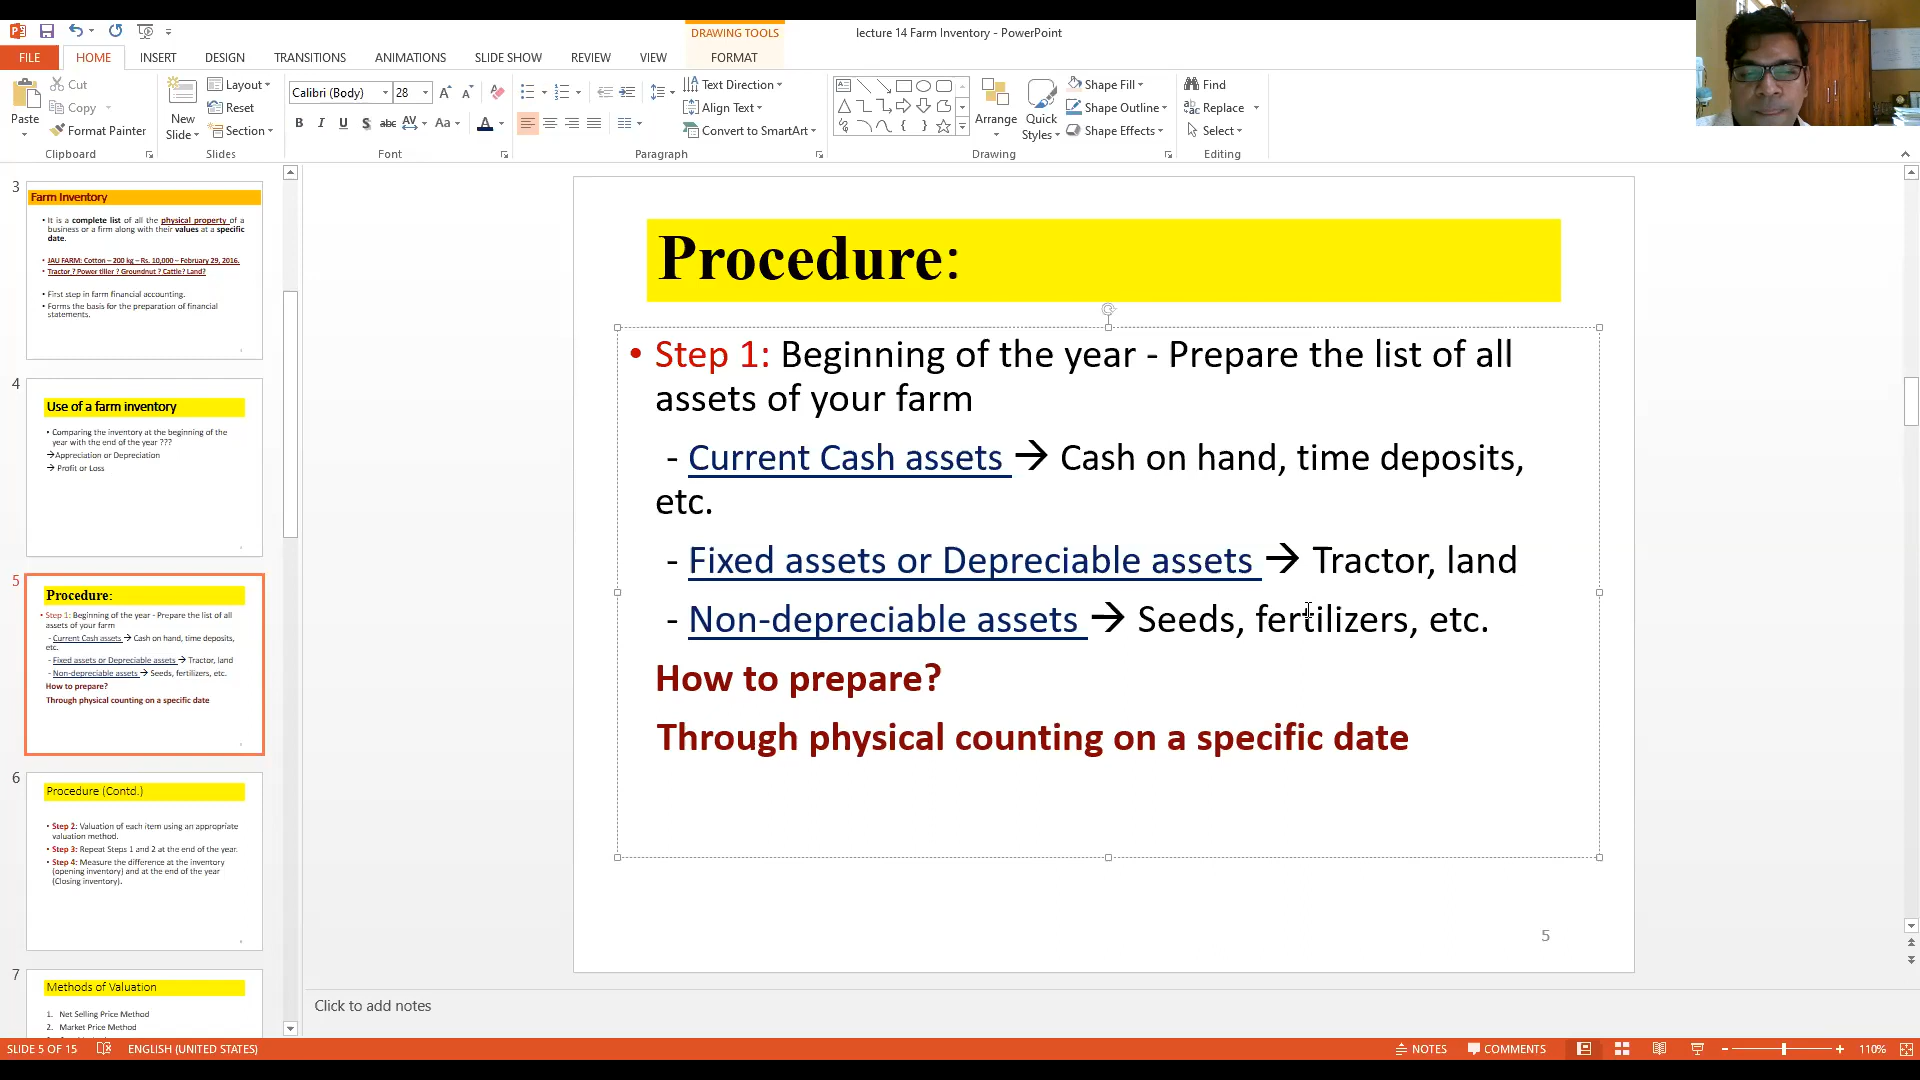 DRAWING TOOLS
lecture 14 Farm Inventory - PowerPoint
FILE
HOME
INSERT
DESIGN
TRANSITIONS
ANIMATIONS
SLIDE SHOW
REVIEW
VIEW
FORMAT
Paste
Cut
Copy
Format Painter
Clipboard
New Slide
Layout
Reset
Section
Slides
Calibri (Body)
28
Font
Text Direction
Align Text
Convert to SmartArt
Paragraph
Arrange
Quick Styles
Shape Fill
Shape Outline
Shape Effects
Drawing
Find
Replace
Select
Editing
3
Farm Inventory
• It is a complete list of all the physical property of a
business or a firm along with their values at a specific
date.
• JAU FARM: Cotton – 200 kg – Rs. 10,000 – February 29, 2016.
• Tractor ? Power tiller ? Groundnut ? Cattle? Land?
• First step in farm financial accounting.
• Forms the basis for the preparation of financial
statements.
4
Use of a farm inventory
• Comparing the inventory at the beginning of the
year with the end of the year ???
→Appreciation or Depreciation
→ Profit or Loss
5
Procedure:
• Step 1: Beginning of the year - Prepare the list of all
assets of your farm
- Current Cash assets → Cash on hand, time deposits,
etc.
- Fixed assets or Depreciable assets → Tractor, land
- Non-depreciable assets → Seeds, fertilizers, etc.
How to prepare?
Through physical counting on a specific date
6
Procedure (Contd.)
• Step 2: Valuation of each item using an appropriate
valuation method.
• Step 3: Repeat Steps 1 and 2 at the end of the year.
• Step 4: Measure the difference at the inventory
(opening inventory) and at the end of the year
(Closing inventory).
7
Methods of Valuation
1. Net Selling Price Method
2. Market Price Method
Procedure:
• Step 1: Beginning of the year - Prepare the list of all
assets of your farm
- Current Cash assets → Cash on hand, time deposits,
etc.
- Fixed assets or Depreciable assets → Tractor, land
- Non-depreciable assets → Seeds, fertilizers, etc.
How to prepare?
Through physical counting on a specific date
5
Click to add notes
SLIDE 5 OF 15
ENGLISH (UNITED STATES)
NOTES
COMMENTS
110%